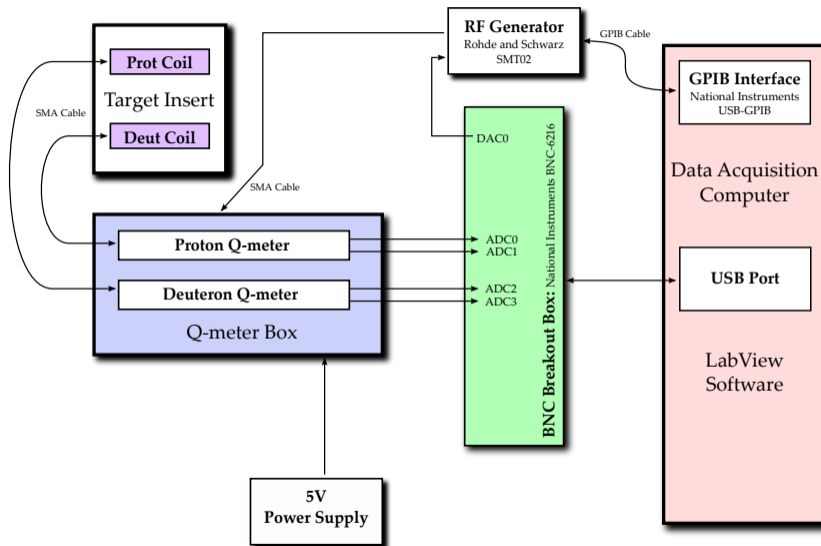 Prot Coil
Target Insert
Deut Coil
SMA Cable
RF Generator
Rohde and Schwarz
SMT02
GPIB Cable
GPIB Interface
National Instruments
USB-GPIB
Data Acquisition
Computer
USB Port
LabView
Software
DAC0
SMA Cable
Proton Q-meter
Deuteron Q-meter
Q-meter Box
ADC0
ADC1
ADC2
ADC3
BNC Breakout Box: National Instruments BNC-6216
5V
Power Supply